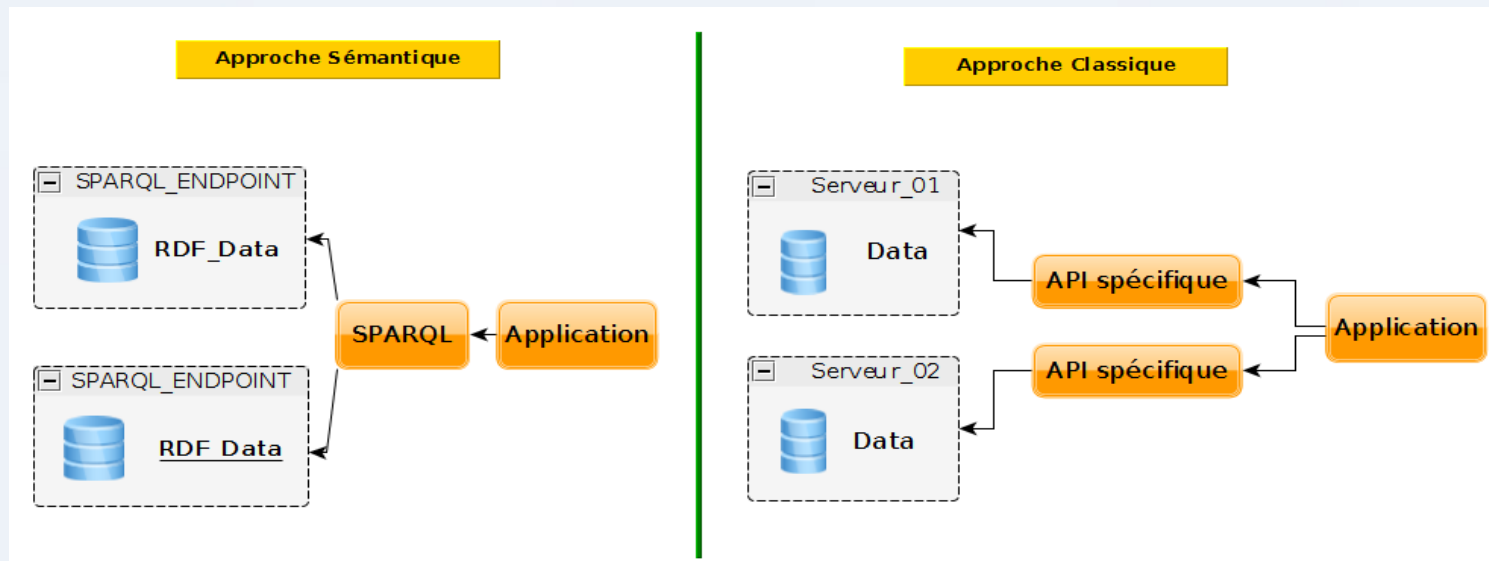 Approche Sémantique
SPARQL_ENDPOINT
RDF_Data
SPARQL_ENDPOINT
RDF_Data
SPARQL
Application
Approche Classique
Serveur_01
Data
Serveur_02
Data
API spécifique
API spécifique
Application